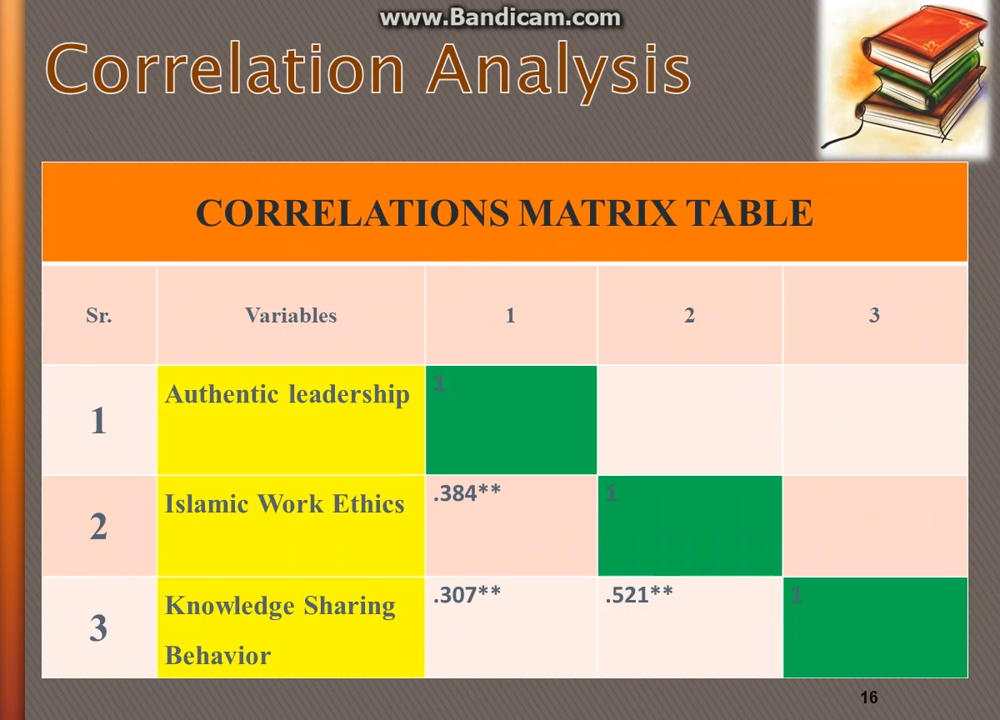 www.Bandicam.com
Correlation Analysis
CORRELATIONS MATRIX TABLE
Sr. Variables 1 2 3
1 Authentic leadership 1
2 Islamic Work Ethics .384** 1
3 Knowledge Sharing Behavior .307** .521** 1
16